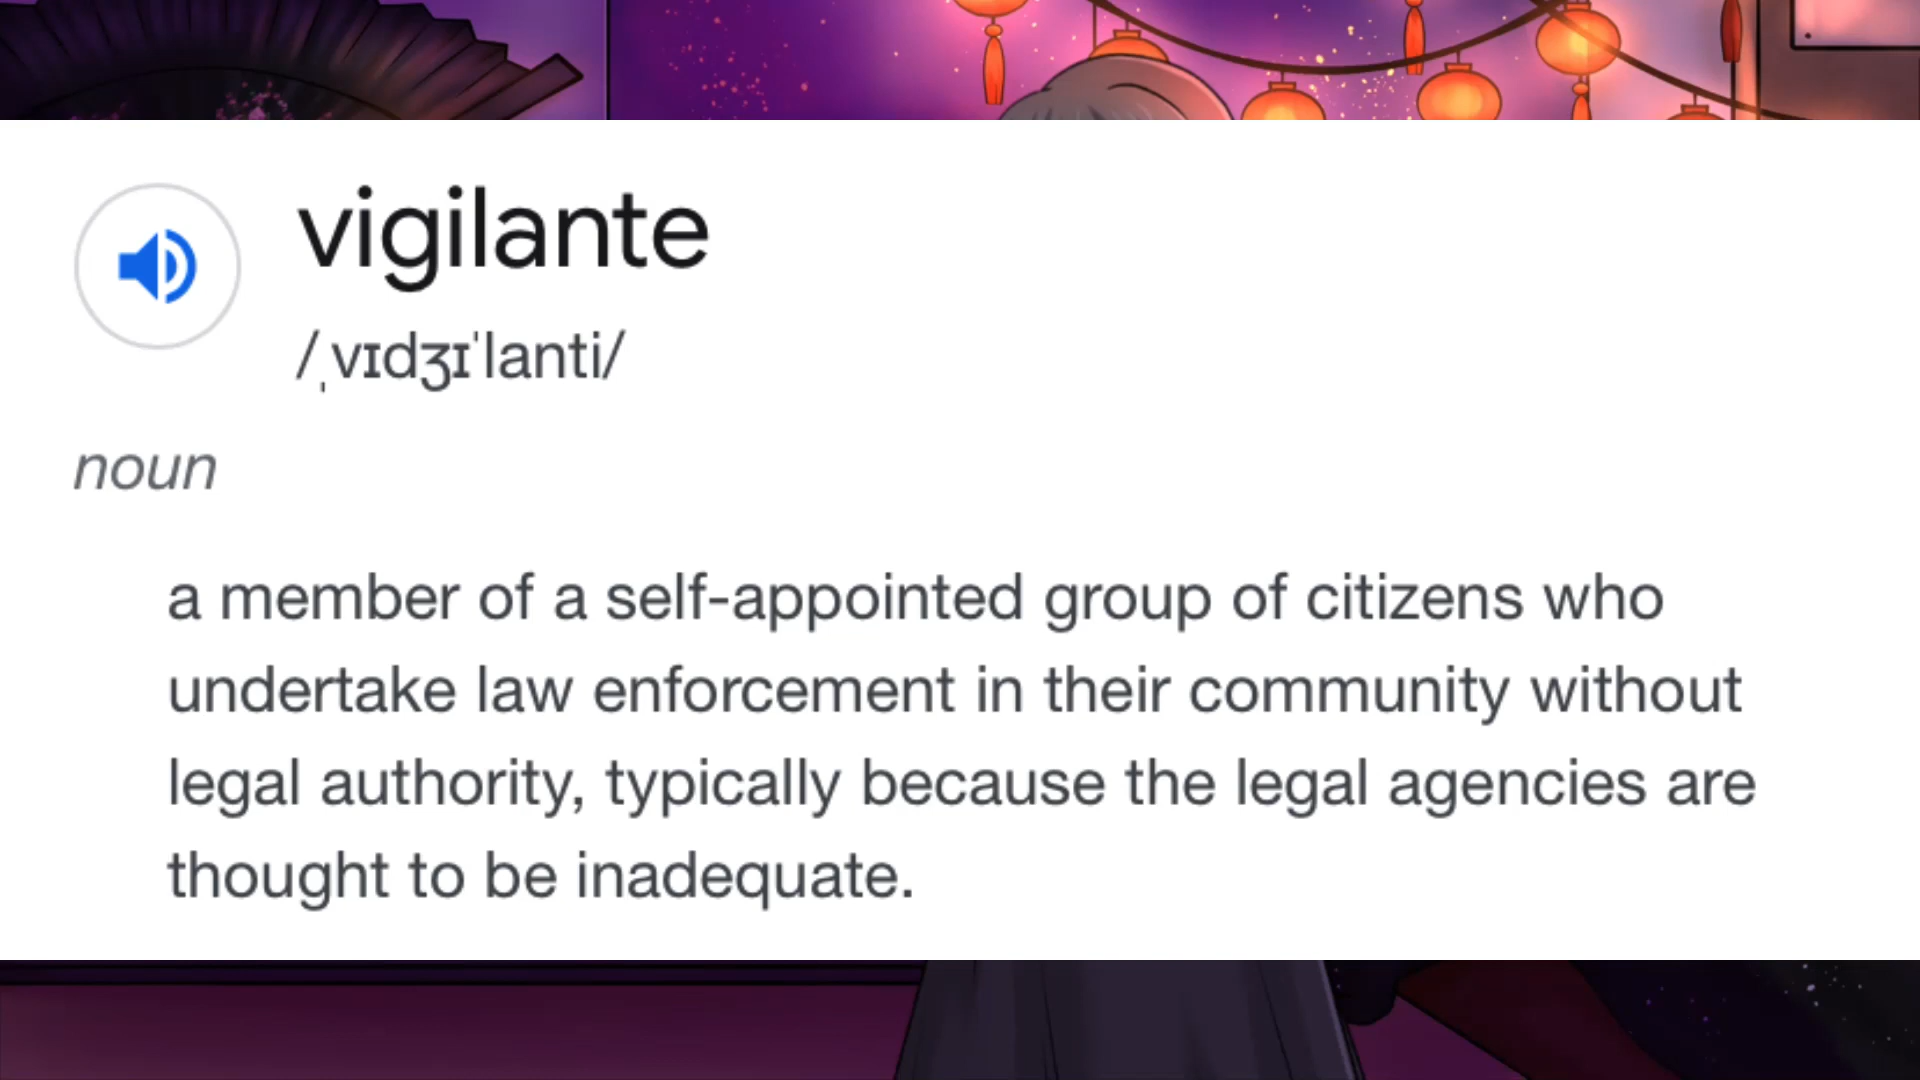 vigilante
/ˌvɪdʒɪˈlanti/
noun
a member of a self-appointed group of citizens who
undertake law enforcement in their community without
legal authority, typically because the legal agencies are
thought to be inadequate.